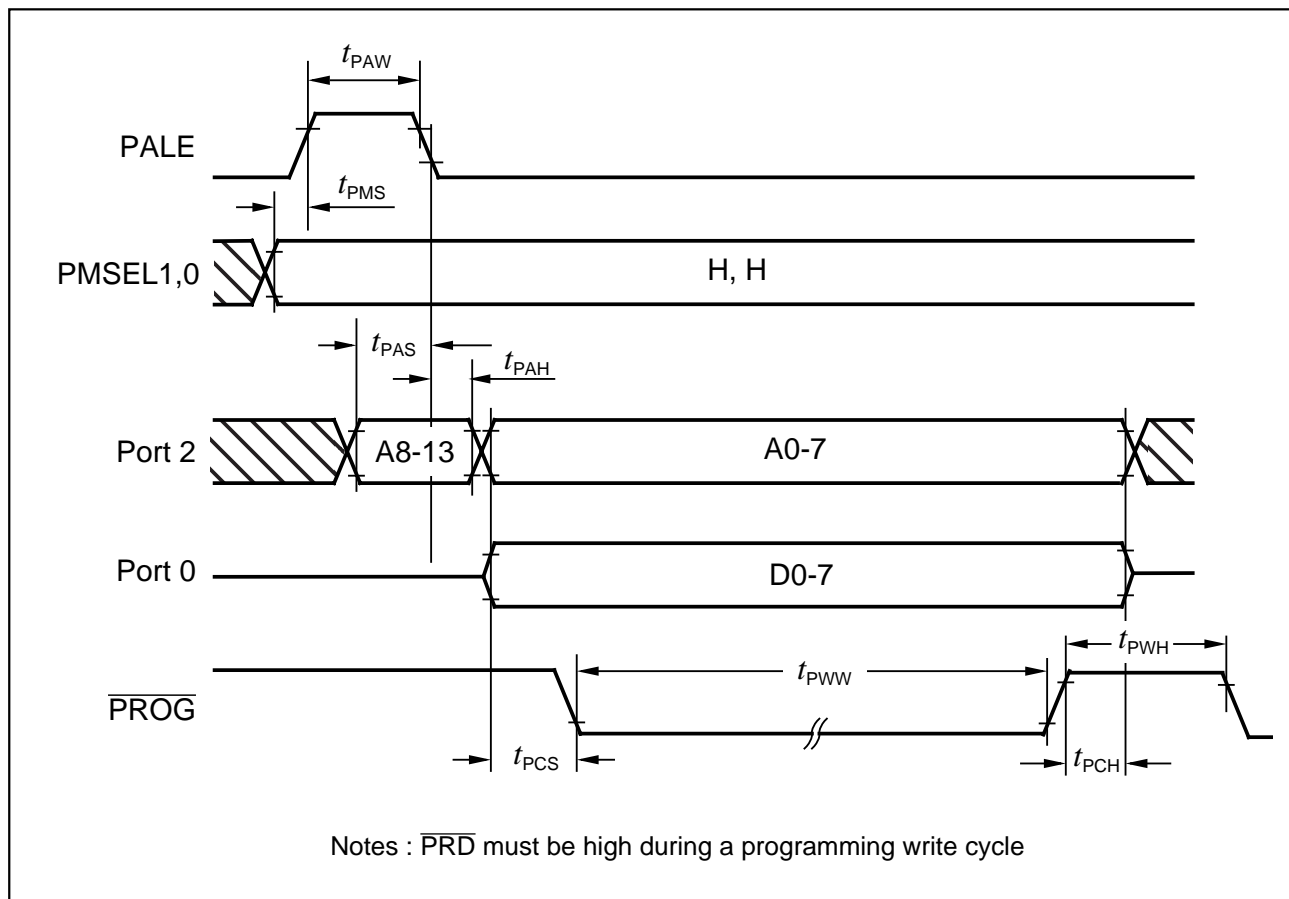 tPAW
PALE
tPMS
PMSEL1,0
H, H
tPAS
tPAH
Port 2
A8-13
A0-7
Port 0
D0-7
tPWH
tPWW
PROG
tPCS
tPCH
Notes : PRD must be high during a programming write cycle